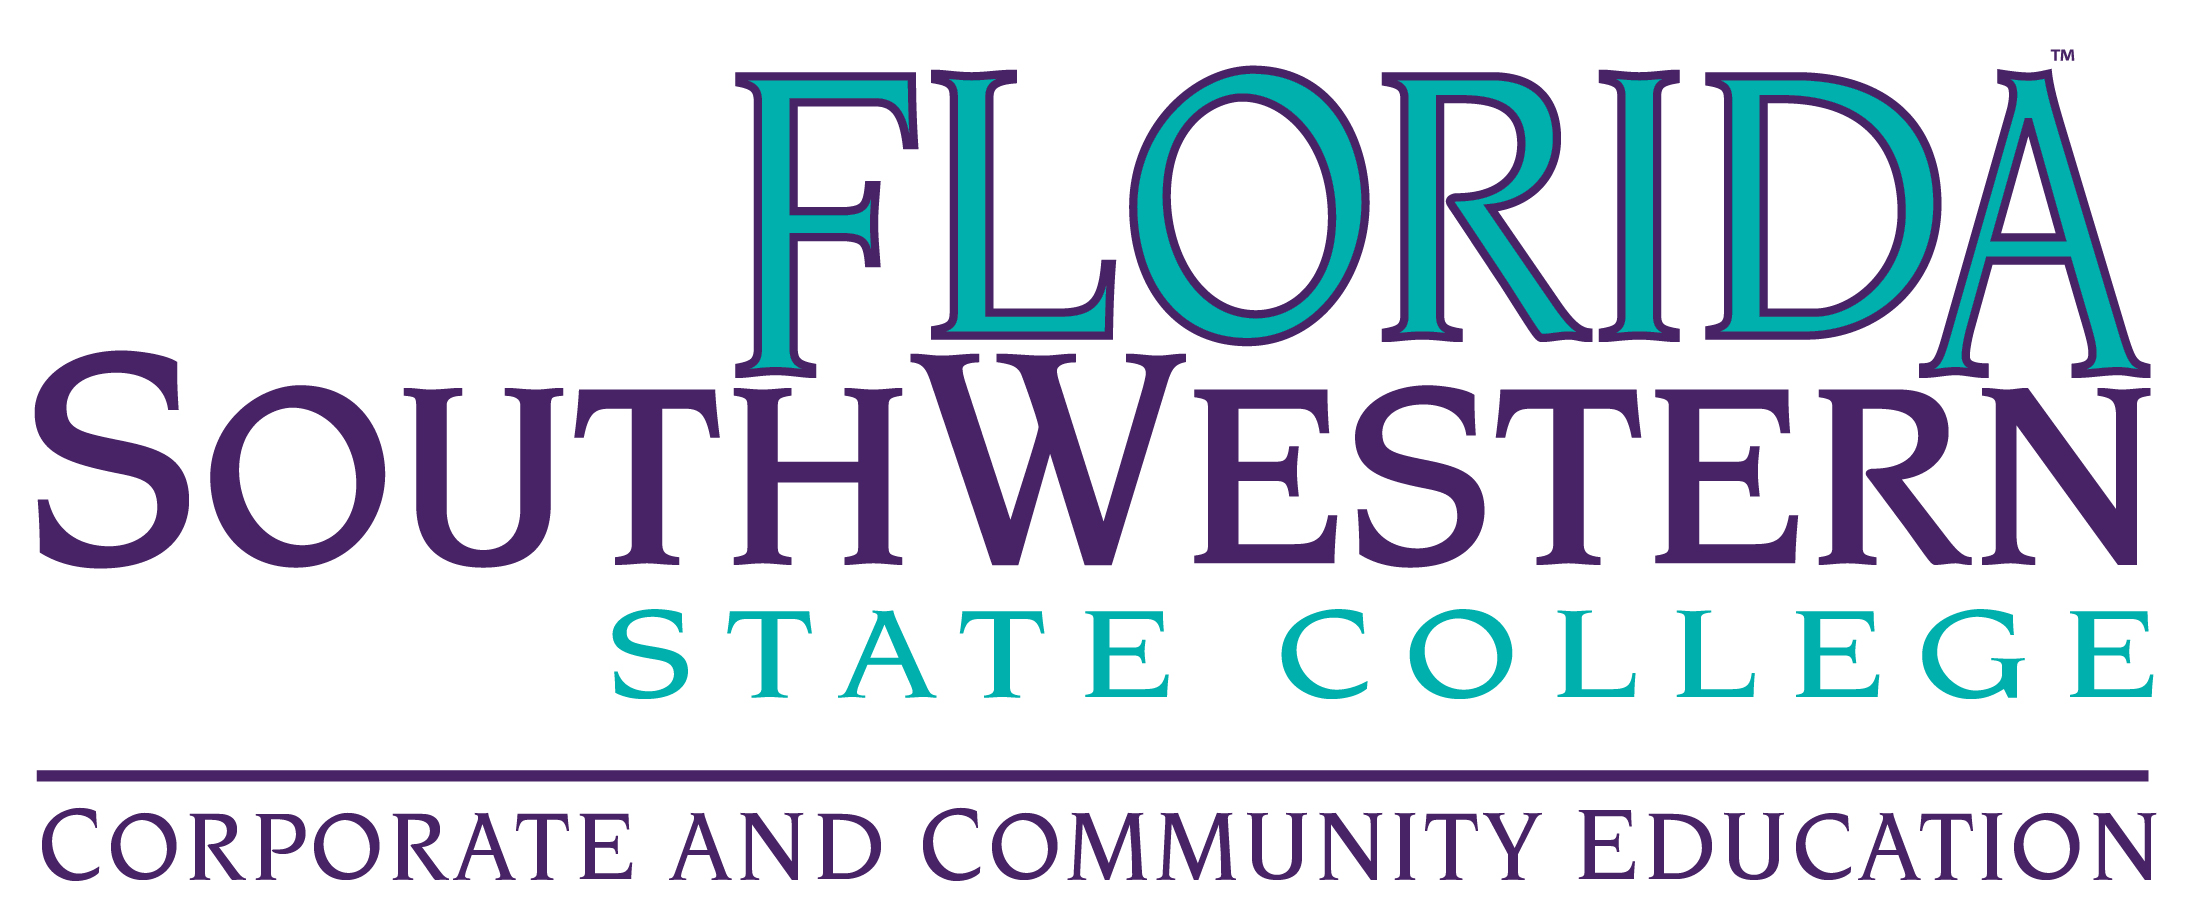 FLORIDA™
SOUTHWESTERN
STATE COLLEGE
CORPORATE AND COMMUNITY EDUCATION